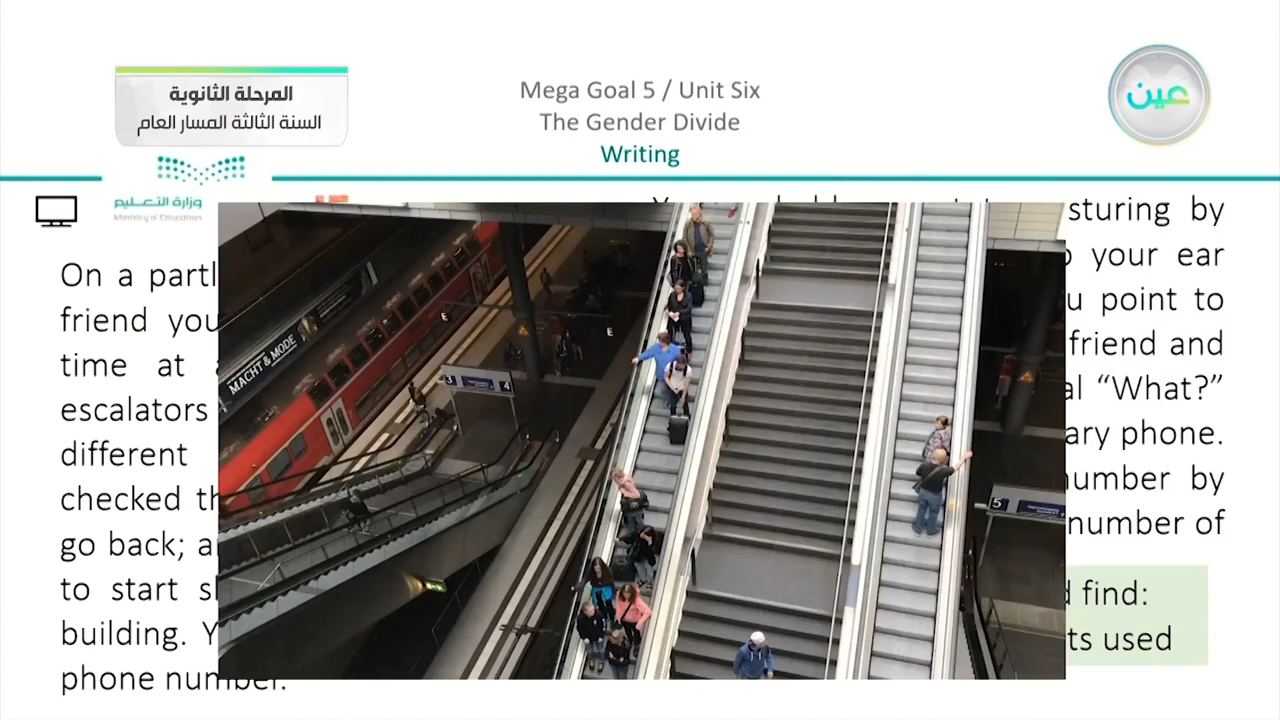 المرحلة الثانوية
السنة الثالثة المسار العام
Mega Goal 5 / Unit Six
The Gender Divide
Writing
عين
وزارة التعليم
Ministry of Education
On a partl
friend you
time at
escalators
different
checked th
go back; a
to start sl
building. Y
phone number.
sturing by
your ear
u point to
friend and
al “What?”
ary phone.
number by
number of
d find:
ts used
MACHT & MODE
E
E
3
4
5